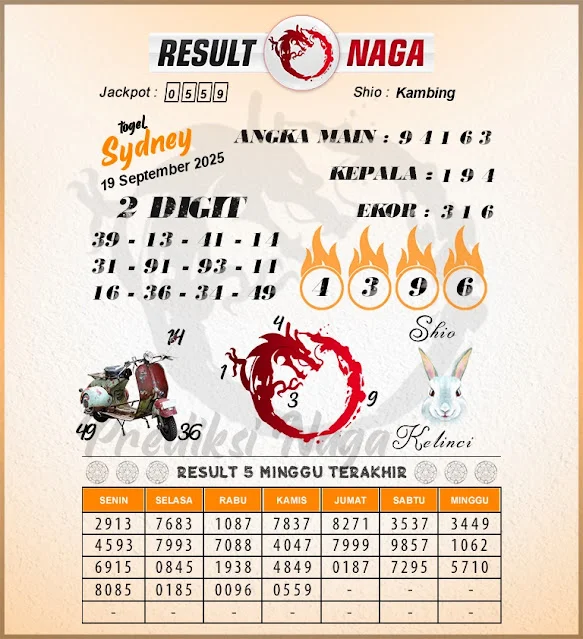 RESULT NAGA
Jackpot : 0559
Shio : Kambing
togel
Sydney
19 September 2025
ANGKA MAIN : 9 4 1 6 3
KEPALA : 1 9 4
EKOR : 3 1 6
2 DIGIT
39 - 13 - 41 - 14
31 - 91 - 93 - 11
16 - 36 - 34 - 49
4 3 9 6
49
36
4
1
3
9
Shio
Kelinci
Prediksi Naga
RESULT 5 MINGGU TERAKHIR
SENIN SELASA RABU KAMIS JUMAT SABTU MINGGU
2913 7683 1087 7837 8271 3537 3449
4593 7993 7088 4047 7999 9857 1062
6915 0845 1938 4849 0187 7295 5710
8085 0185 0096 0559 - - -
- - - - - - -